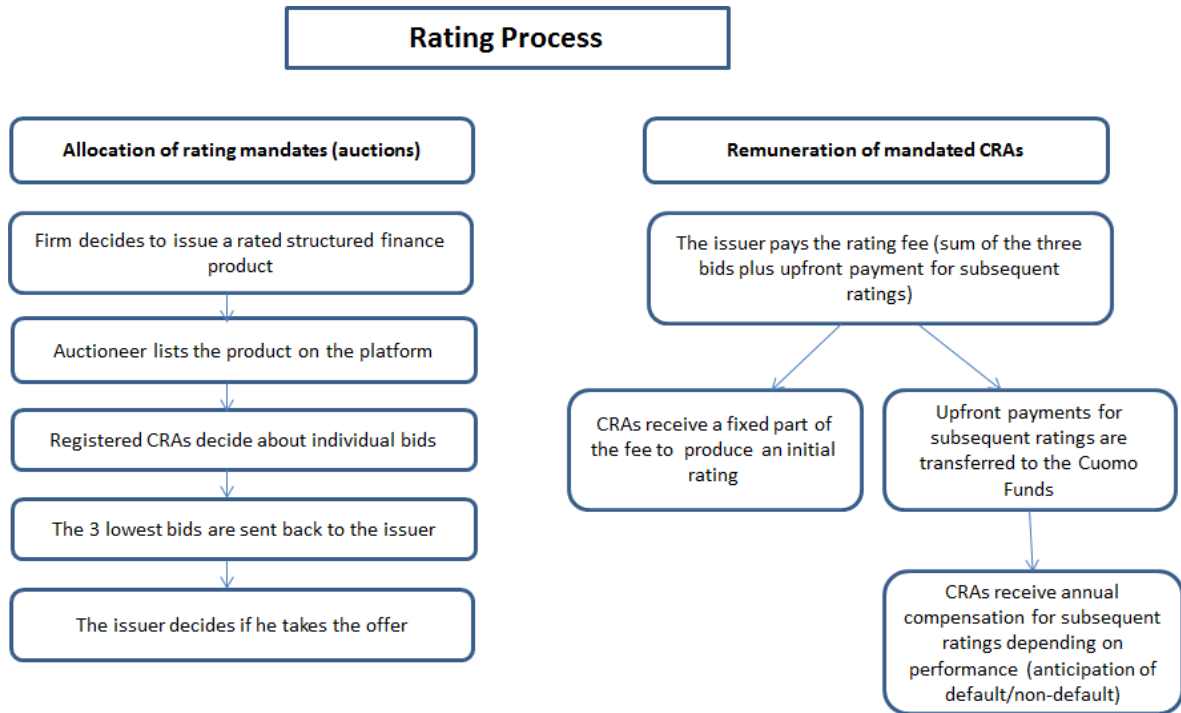 Rating Process
Allocation of rating mandates (auctions)
Firm decides to issue a rated structured finance
product
Auctioneer lists the product on the platform
Registered CRAs decide about individual bids
The 3 lowest bids are sent back to the issuer
The issuer decides if he takes the offer
Remuneration of mandated CRAs
The issuer pays the rating fee (sum of the three
bids plus upfront payment for subsequent
ratings)
CRAs receive a fixed part of
the fee to produce an initial
rating
Upfront payments for
subsequent ratings are
transferred to the Cuomo
Funds
CRAs receive annual
compensation for subsequent
ratings depending on
performance (anticipation of
default/non-default)